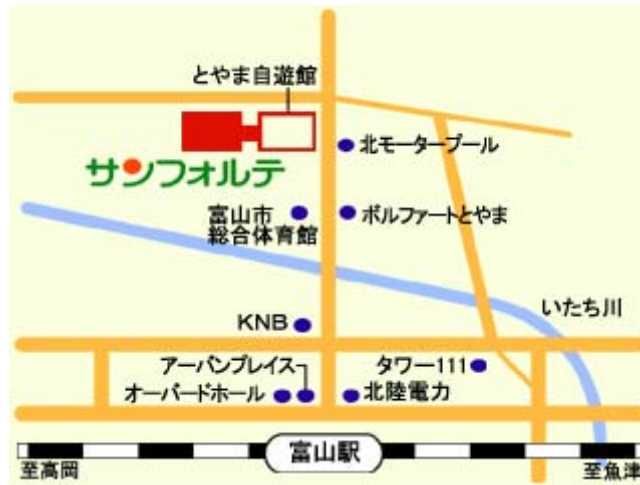 とやま自遊館
北モータープール
サンフォルテ
富山市
総合体育館
ボルファートとやま
いたち川
KNB
アーバンプレイス
タワー111
オーバードホール
北陸電力
富山駅
至高岡
至魚津